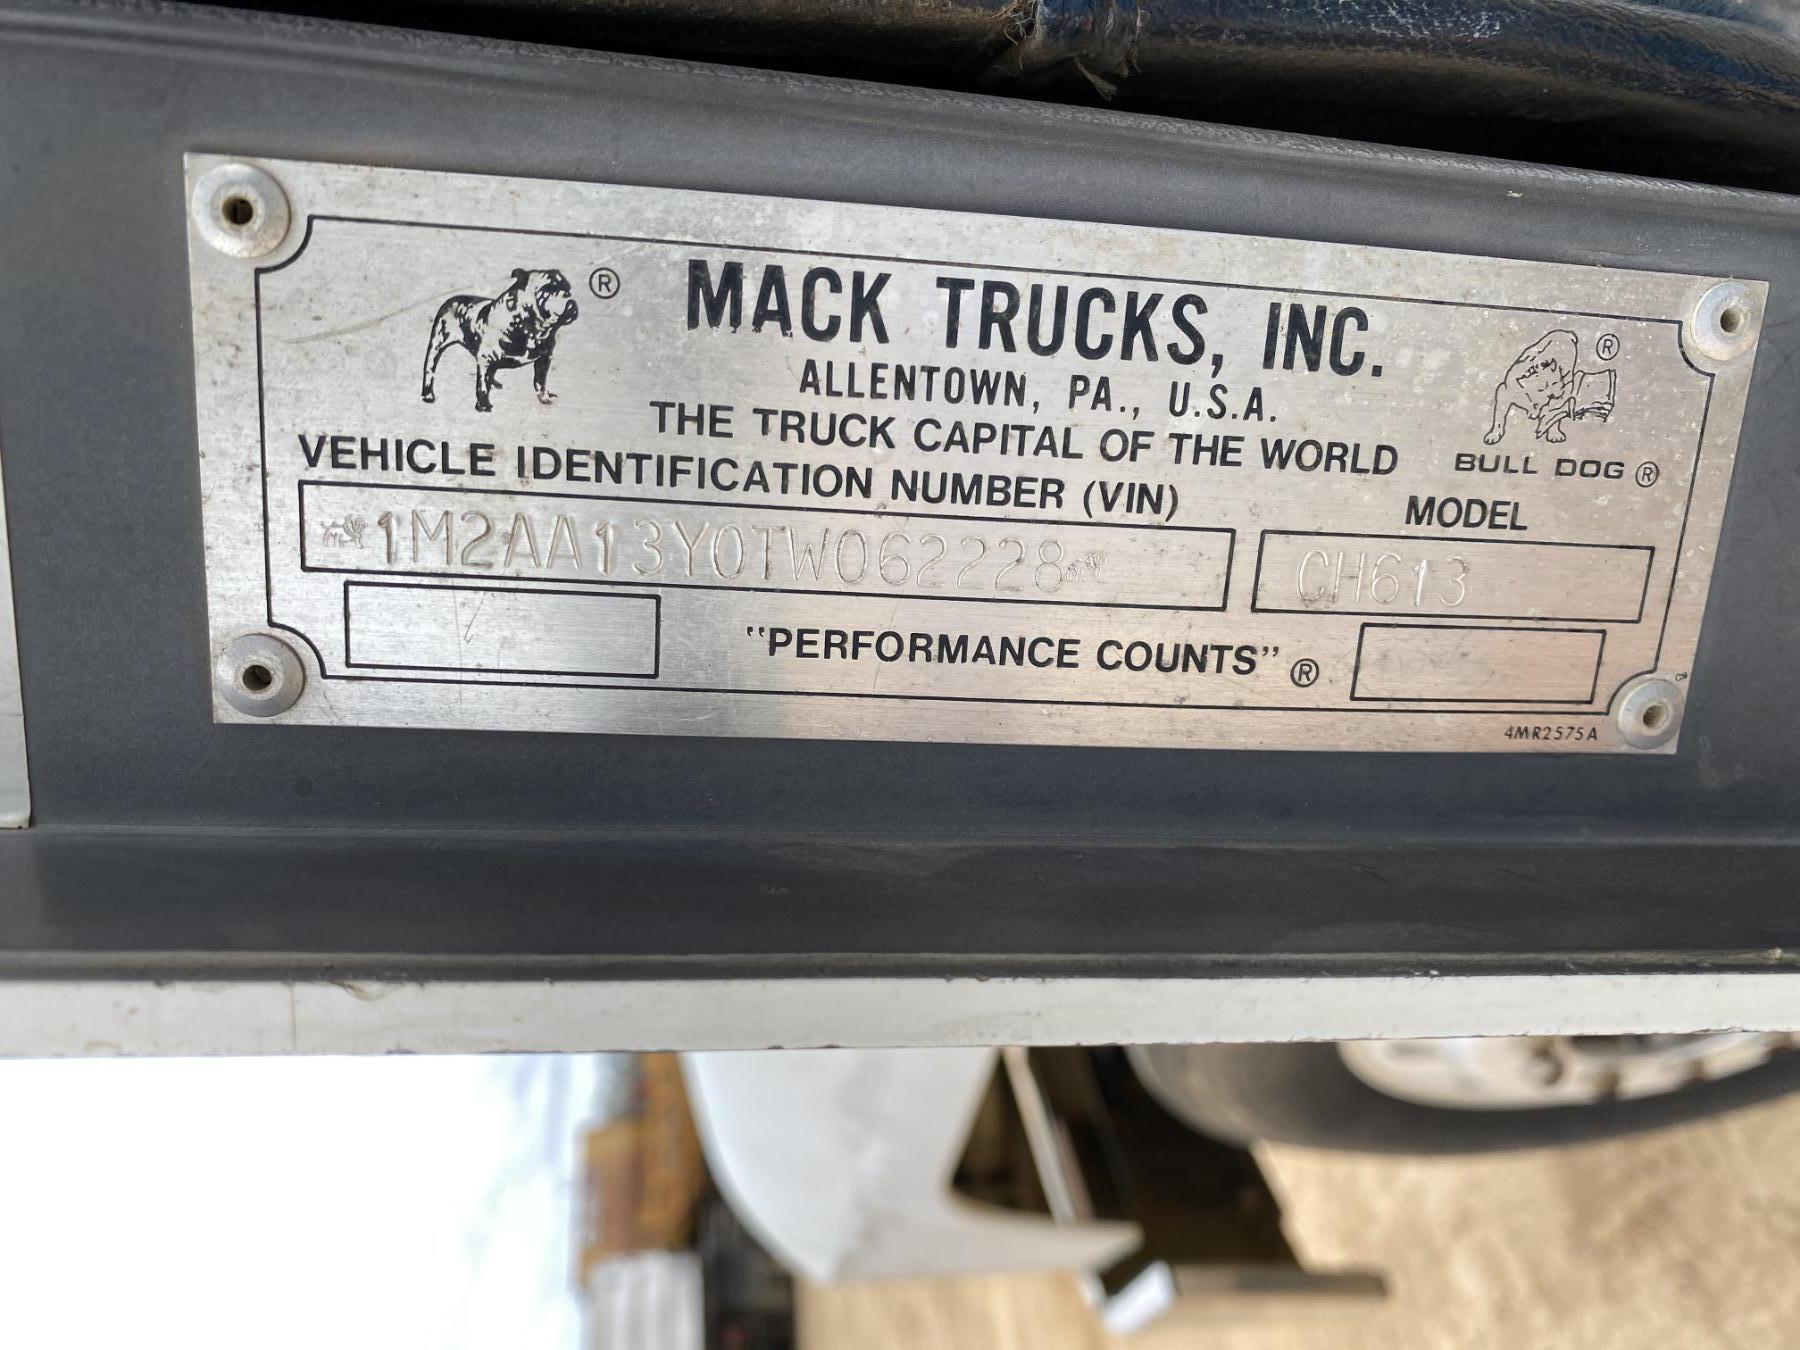 ® MACK TRUCKS, INC. ®
ALLENTOWN, PA., U.S.A.
THE TRUCK CAPITAL OF THE WORLD
BULL DOG ®
VEHICLE IDENTIFICATION NUMBER (VIN)
MODEL
1M2AA13Y0TW062228
CH613
"PERFORMANCE COUNTS" ®
4MR2575A